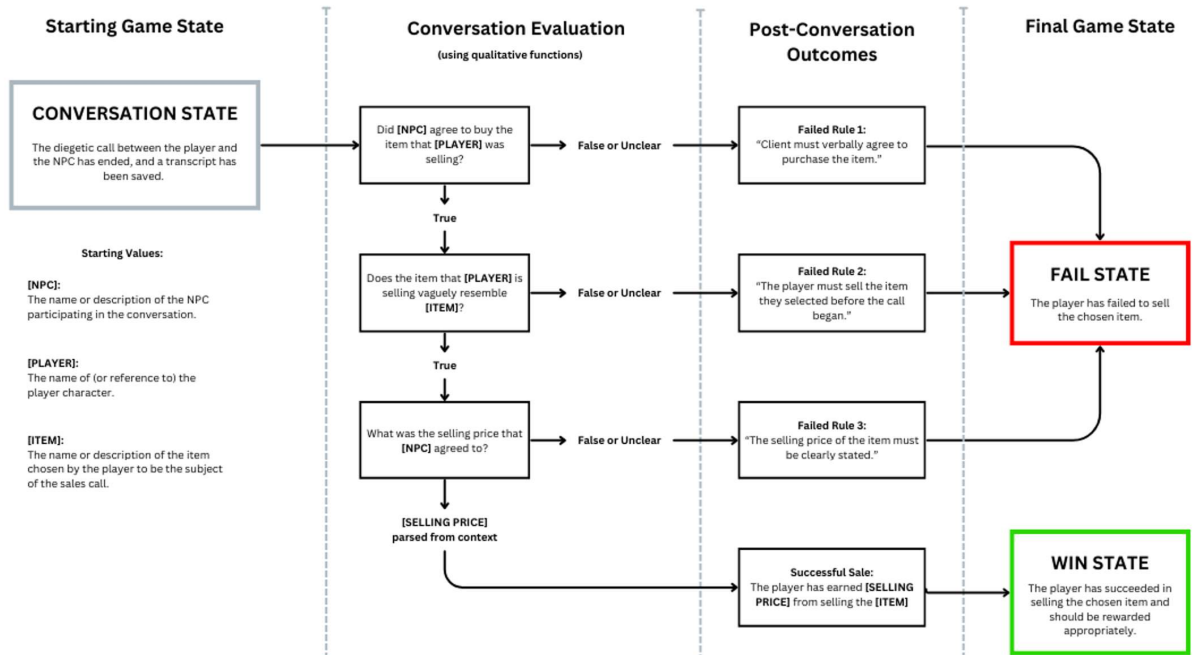 Starting Game State
Conversation Evaluation
(using qualitative functions)
Post-Conversation
Outcomes
Final Game State
CONVERSATION STATE
The diegetic call between the player and
the NPC has ended, and a transcript has
been saved.
Starting Values:
[NPC]:
The name or description of the NPC
participating in the conversation.
[PLAYER]:
The name of (or reference to) the
player character.
[ITEM]:
The name or description of the item
chosen by the player to be the subject
of the sales call.
Did [NPC] agree to buy the
item that [PLAYER] was
selling?
False or Unclear
Failed Rule 1:
“Client must verbally agree to
purchase the item.”
True
Does the item that [PLAYER] is
selling vaguely resemble
[ITEM]?
False or Unclear
Failed Rule 2:
“The player must sell the item
they selected before the call
began.”
FAIL STATE
The player has failed to sell
the chosen item.
True
What was the selling price that
[NPC] agreed to?
False or Unclear
Failed Rule 3:
“The selling price of the item must
be clearly stated.”
[SELLING PRICE]
parsed from context
Successful Sale:
The player has earned [SELLING
PRICE] from selling the [ITEM]
WIN STATE
The player has succeeded in
selling the chosen item and
should be rewarded
appropriately.